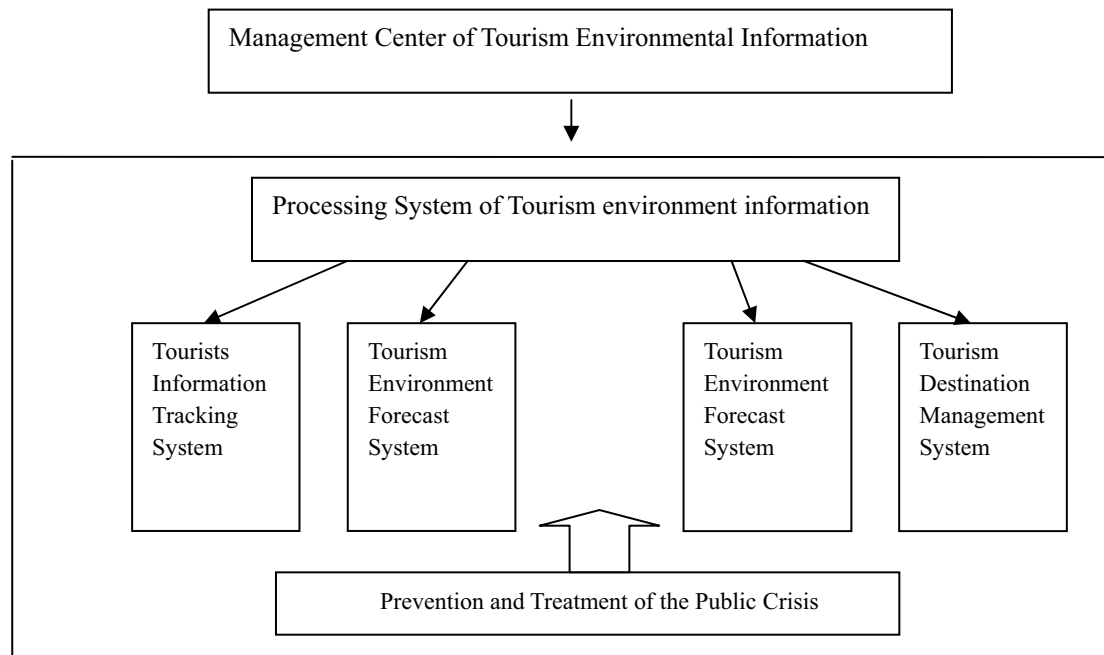 Management Center of Tourism Environmental Information
Processing System of Tourism environment information
Tourists
Information
Tracking
System
Tourism
Environment
Forecast
System
Tourism
Environment
Forecast
System
Tourism
Destination
Management
System
Prevention and Treatment of the Public Crisis